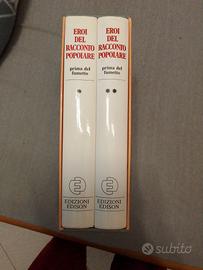 EROI
DEL
RACCONTO
POPOLARE
prima del
fumetto
*
EDIZIONI
EDISON
EROI
DEL
RACCONTO
POPOLARE
prima del
fumetto
**
EDIZIONI
EDISON
subito